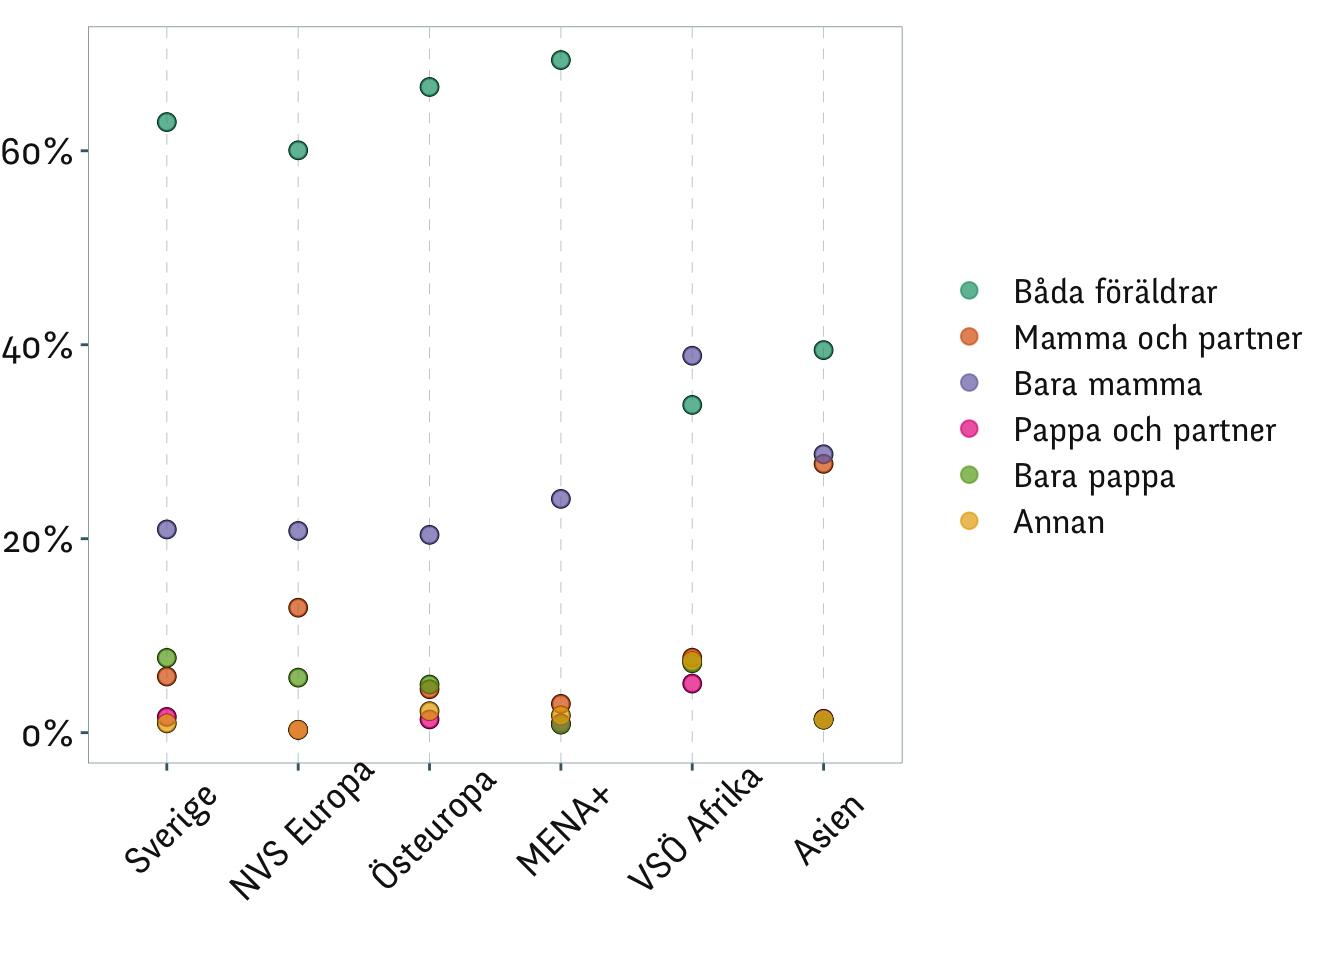 60%
40%
20%
0%
Sverige
NVS Europa
Östeuropa
MENA+
VSÖ Afrika
Asien
Båda föräldrar
Mamma och partner
Bara mamma
Pappa och partner
Bara pappa
Annan